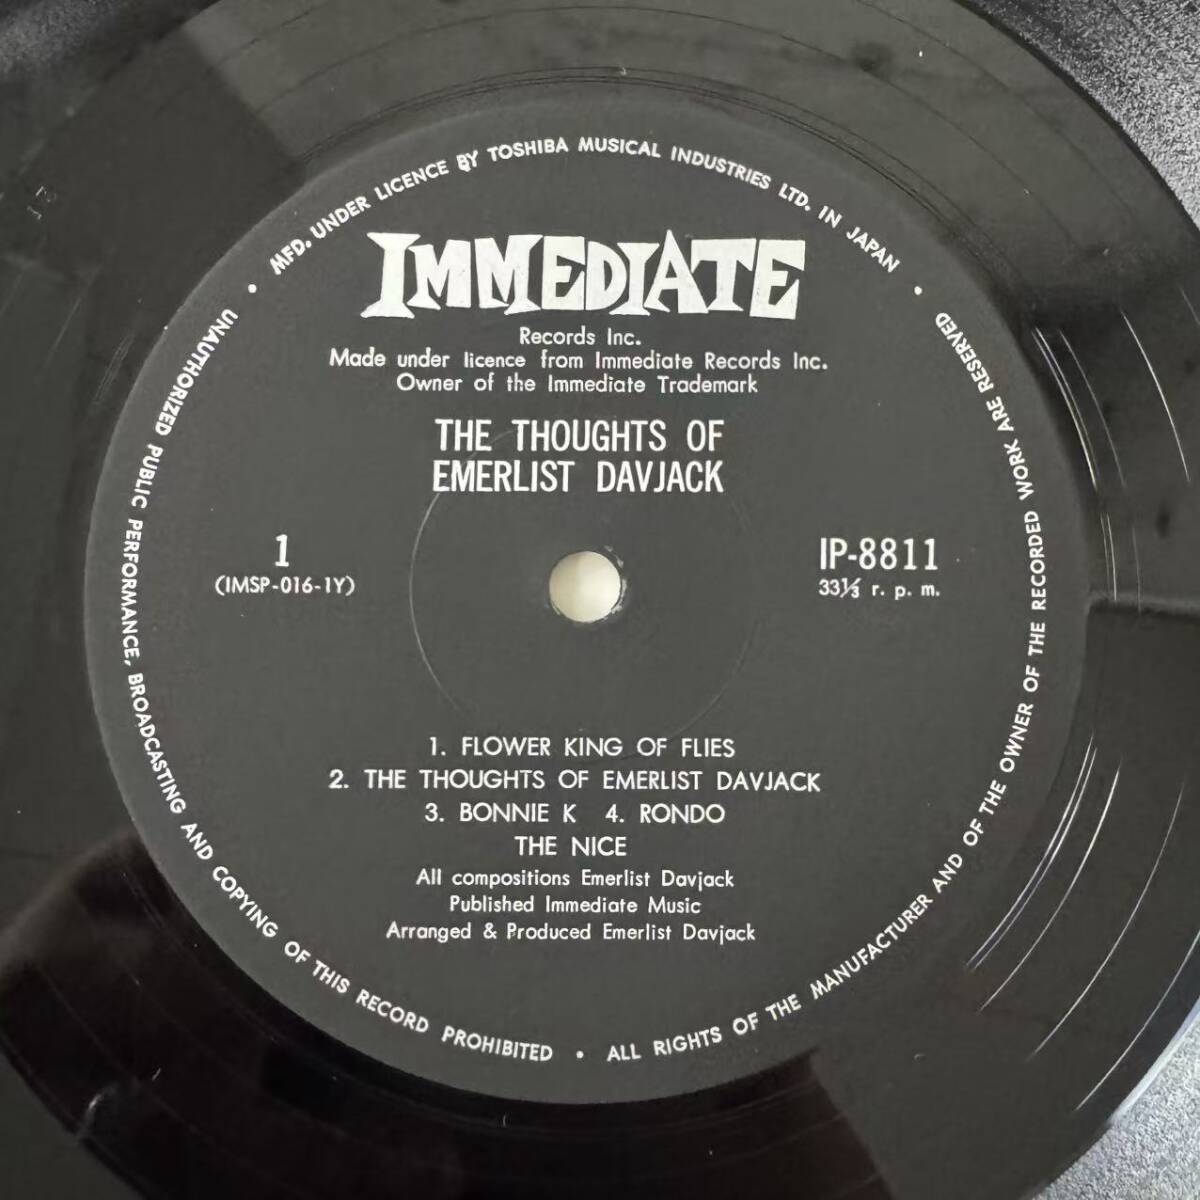 MFD. UNDER LICENCE BY TOSHIBA MUSICAL INDUSTRIES LTD. IN JAPAN •
IMMEDIATE
Records Inc.
Made under licence from Immediate Records Inc.
Owner of the Immediate Trademark
THE THOUGHTS OF
EMERLIST DAVJACK
1
(IMSP-016-1Y)
IP-8811
33⅓ r. p. m.
1. FLOWER KING OF FLIES
2. THE THOUGHTS OF EMERLIST DAVJACK
3. BONNIE K 4. RONDO
THE NICE
All compositions Emerlist Davjack
Published Immediate Music
Arranged & Produced Emerlist Davjack
UNAUTHORIZED PUBLIC PERFORMANCE, BROADCASTING AND COPYING OF THIS RECORD PROHIBITED • ALL RIGHTS OF THE MANUFACTURER AND OF THE OWNER OF THE RECORDED WORK ARE RESERVED •